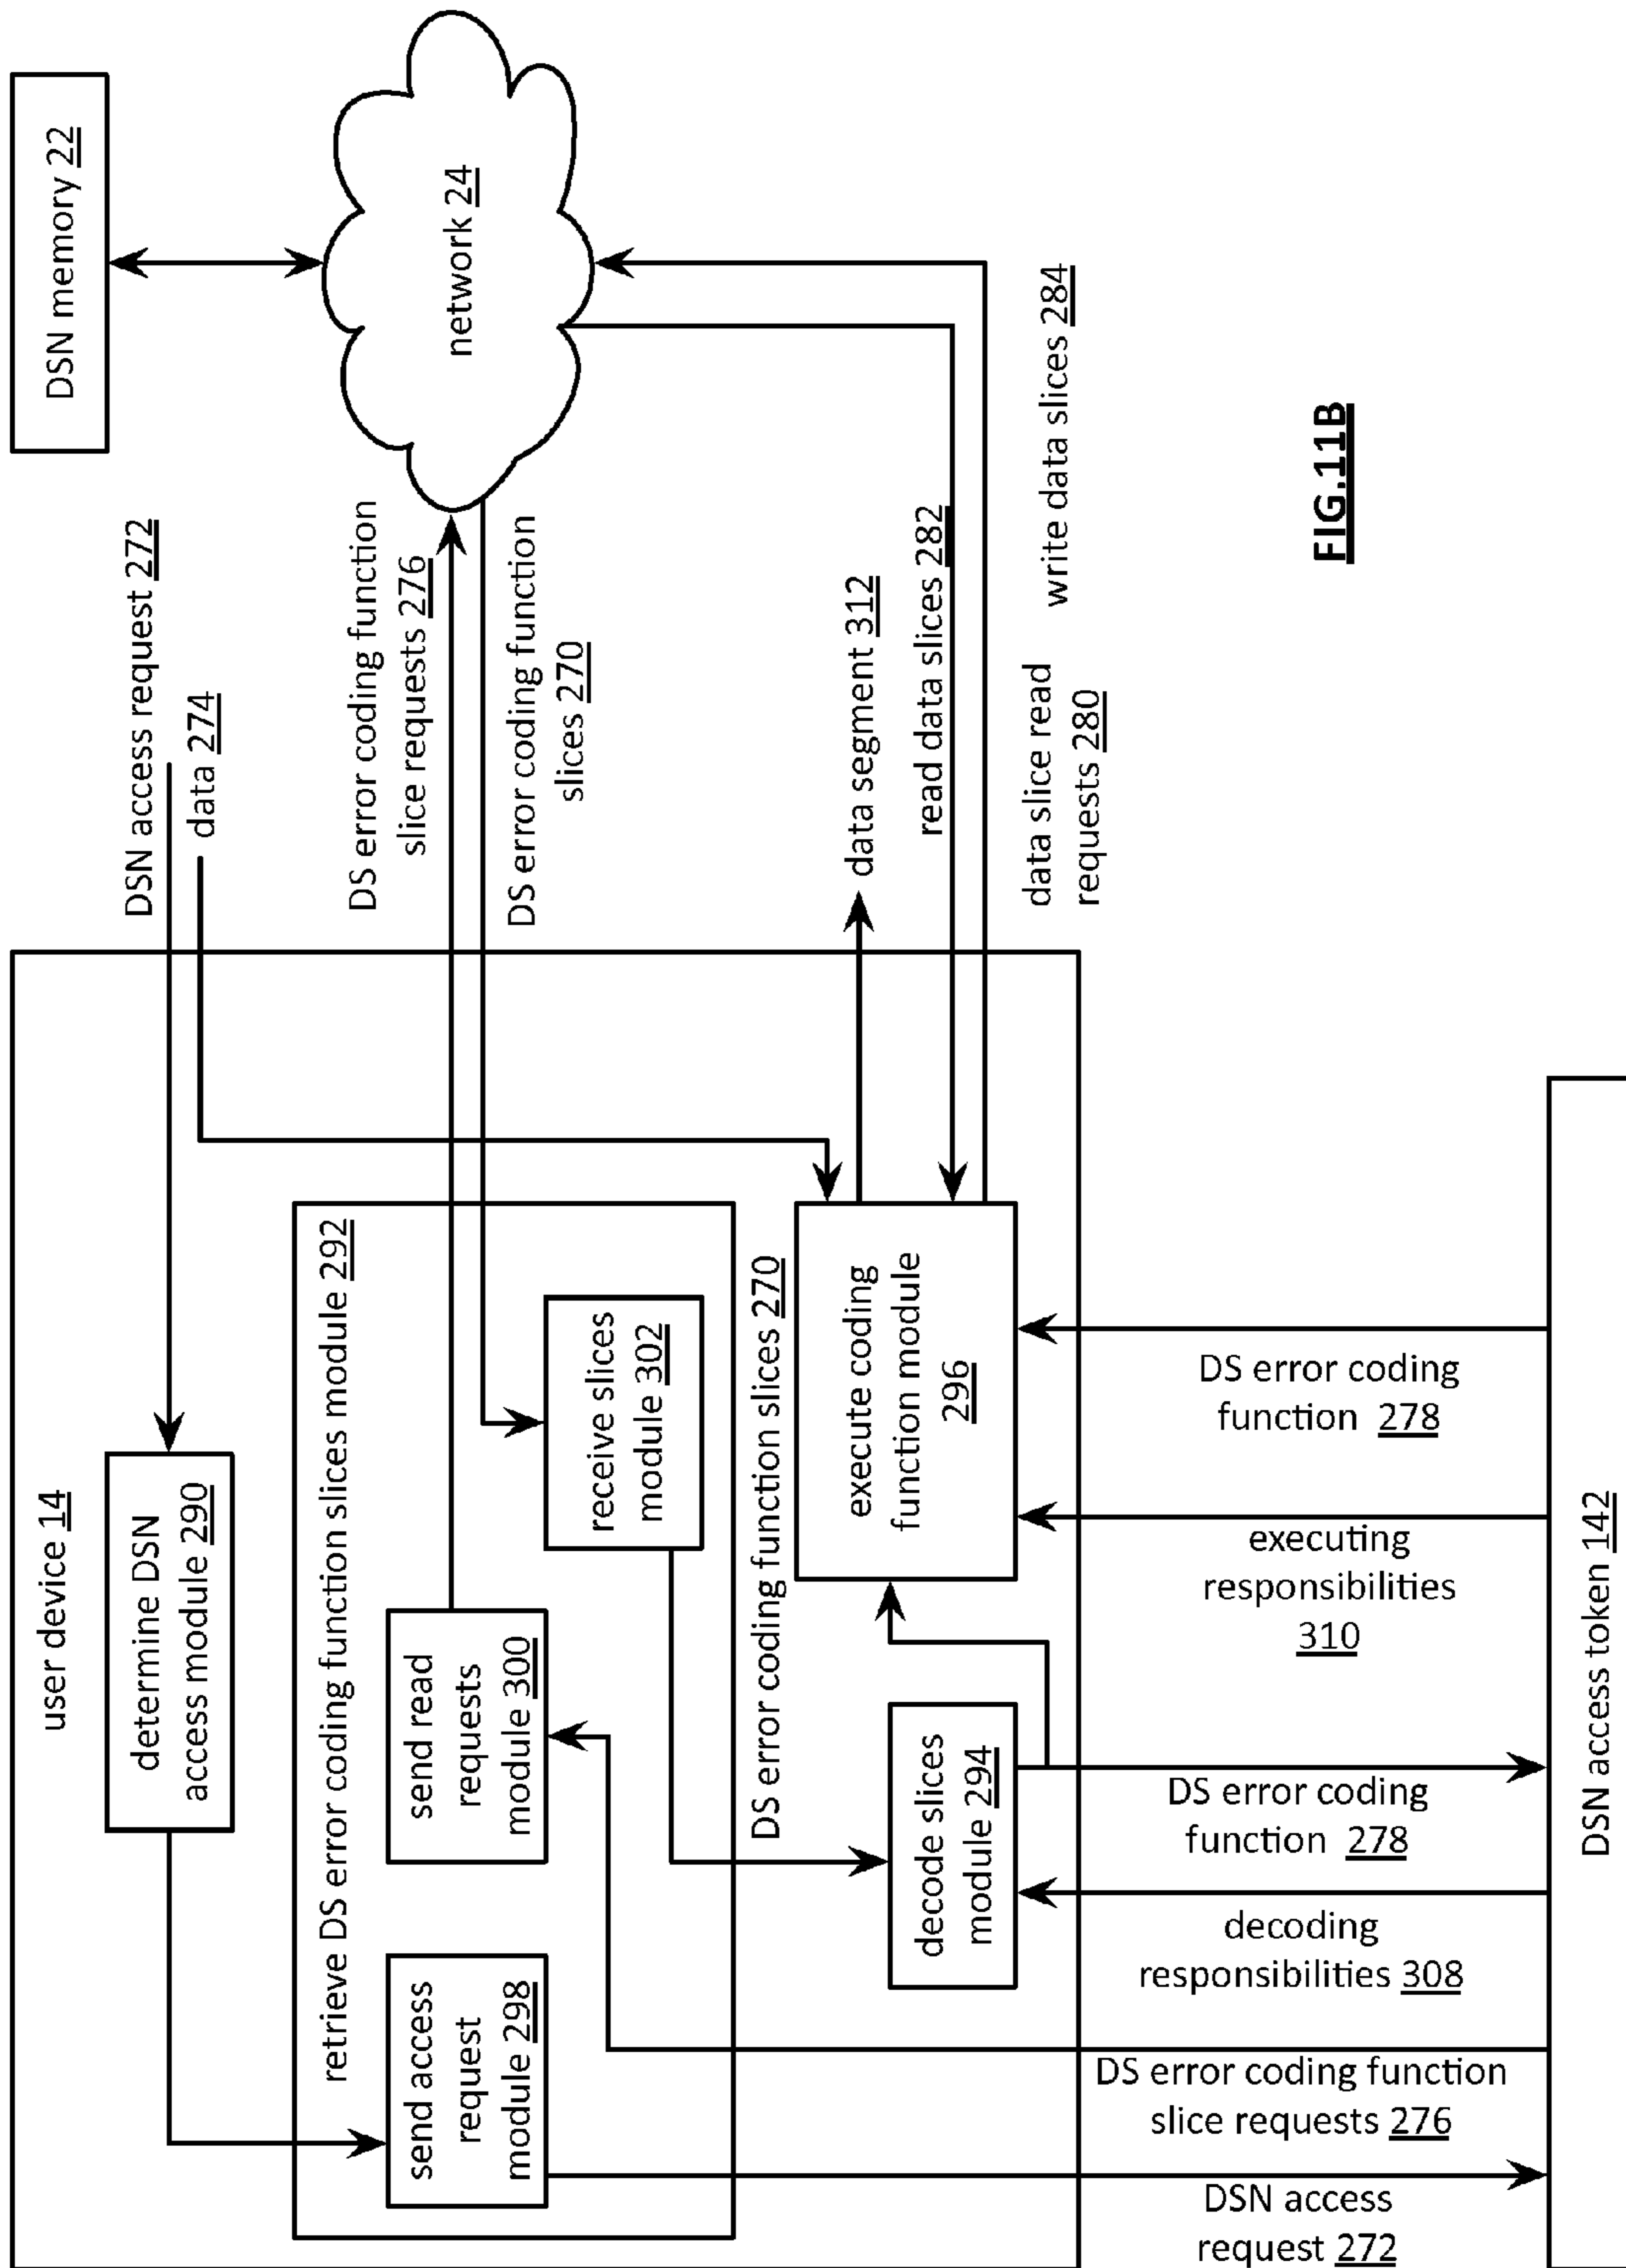 DSN memory 22
network 24
DSN access request 272
data 274
DS error coding function
slice requests 276
DS error coding function
slices 270
data segment 312
read data slices 282
write data slices 284
data slice read
requests 280
user device 14
determine DSN
access module 290
retrieve DS error coding function slices module 292
send access
request
module 298
send read
requests
module 300
receive slices
module 302
DS error coding function slices 270
decode slices
module 294
execute coding
function module
296
DS error coding
function 278
executing
responsibilities
310
DS error coding
function 278
decoding
responsibilities 308
DS error coding function
slice requests 276
DSN access
request 272
DSN access token 142
FIG.11B